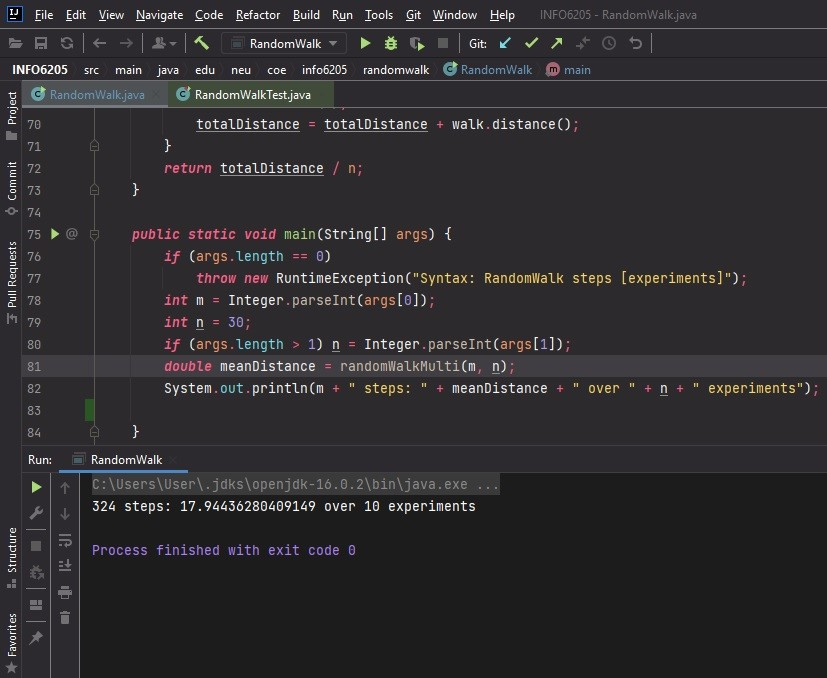 File Edit View Navigate Code Refactor Build Run Tools Git Window Help INFO6205 - RandomWalk.java
RandomWalk Git:
INFO6205 src main java edu neu coe info6205 randomwalk RandomWalk main
RandomWalk.java RandomWalkTest.java
Project
Commit
Pull Requests
70 totalDistance = totalDistance + walk.distance();
71 }
72 return totalDistance / n;
73 }
74
75 public static void main(String[] args) {
76 if (args.length == 0)
77 throw new RuntimeException("Syntax: RandomWalk steps [experiments]");
78 int m = Integer.parseInt(args[0]);
79 int n = 30;
80 if (args.length > 1) n = Integer.parseInt(args[1]);
81 double meanDistance = randomWalkMulti(m, n);
82 System.out.println(m + " steps: " + meanDistance + " over " + n + " experiments");
83
84 }
Run: RandomWalk
C:\Users\User\.jdks\openjdk-16.0.2\bin\java.exe ...
324 steps: 17.94436280409149 over 10 experiments
Process finished with exit code 0
Structure
Favorites